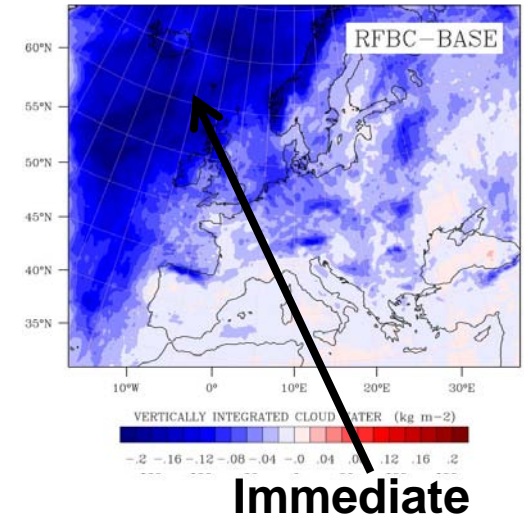 RFBC-BASE
60°N
55°N
50°N
45°N
40°N
35°N
10°W 0° 10°E 20°E 30°E
VERTICALLY INTEGRATED CLOUD WATER (kg m-2)
-.2 -.16 -.12 -.08 -.04 -.0 .04 .12 .16 .2
Immediate